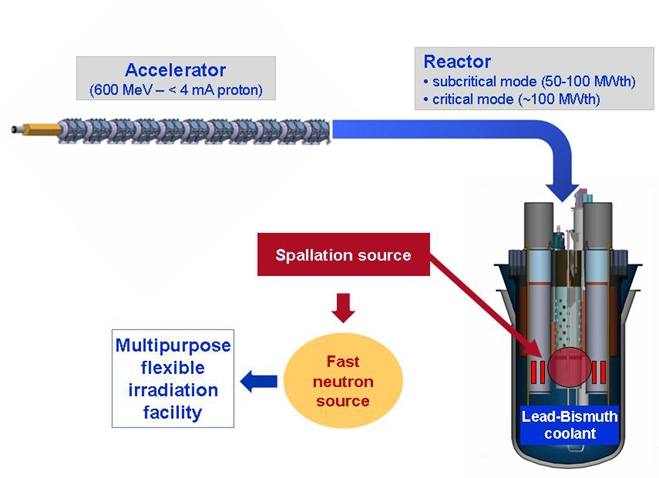 Accelerator
(600 MeV – < 4 mA proton)
Reactor
• subcritical mode (50-100 MWth)
• critical mode (~100 MWth)
Spallation source
Multipurpose
flexible
irradiation
facility
Fast
neutron
source
Lead-Bismuth
coolant